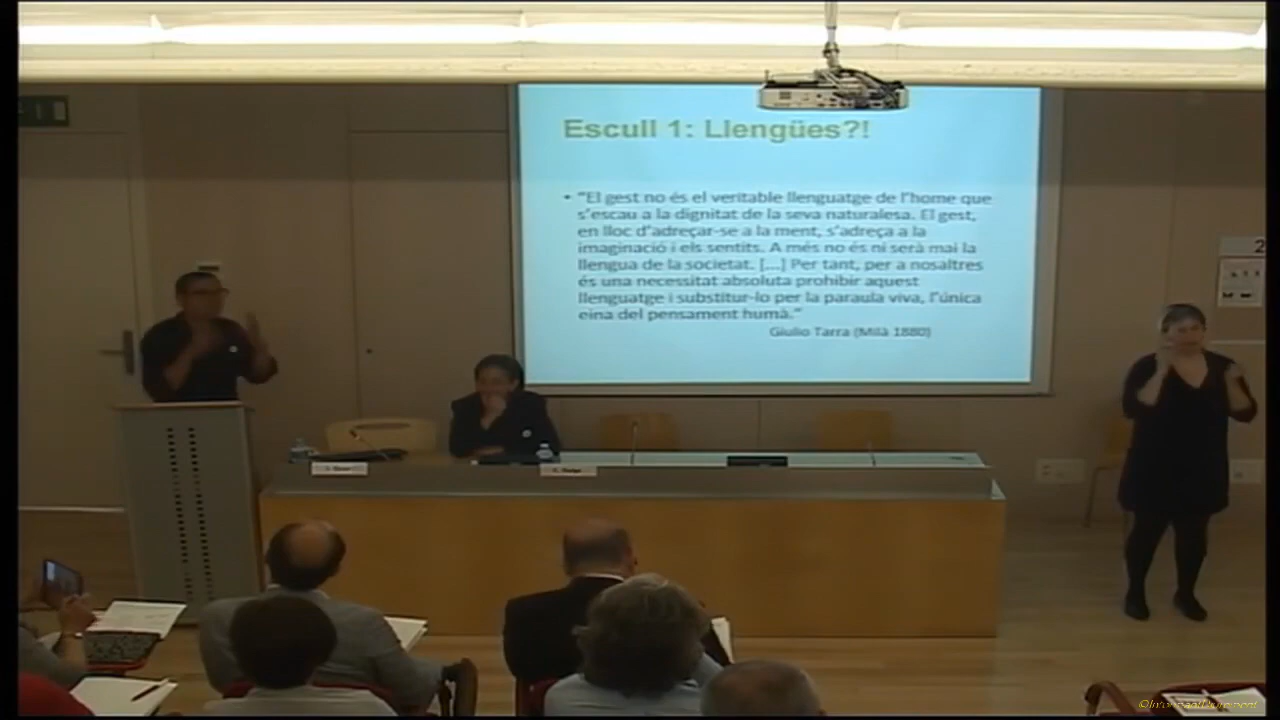 Escull 1: Llengües?!
• "El gest no és el veritable llenguatge de l'home que
s'escau a la dignitat de la seva naturalesa. El gest,
en lloc d'adreçar-se a la ment, s'adreça a la
imaginació i els sentits. A més no és ni serà mai la
llengua de la societat. [...] Per tant, per a nosaltres
és una necessitat absoluta prohibir aquest
llenguatge i substitur-lo per la paraula viva, l'única
eina del pensament humà."
Giulio Tarra (Milà 1880)
2